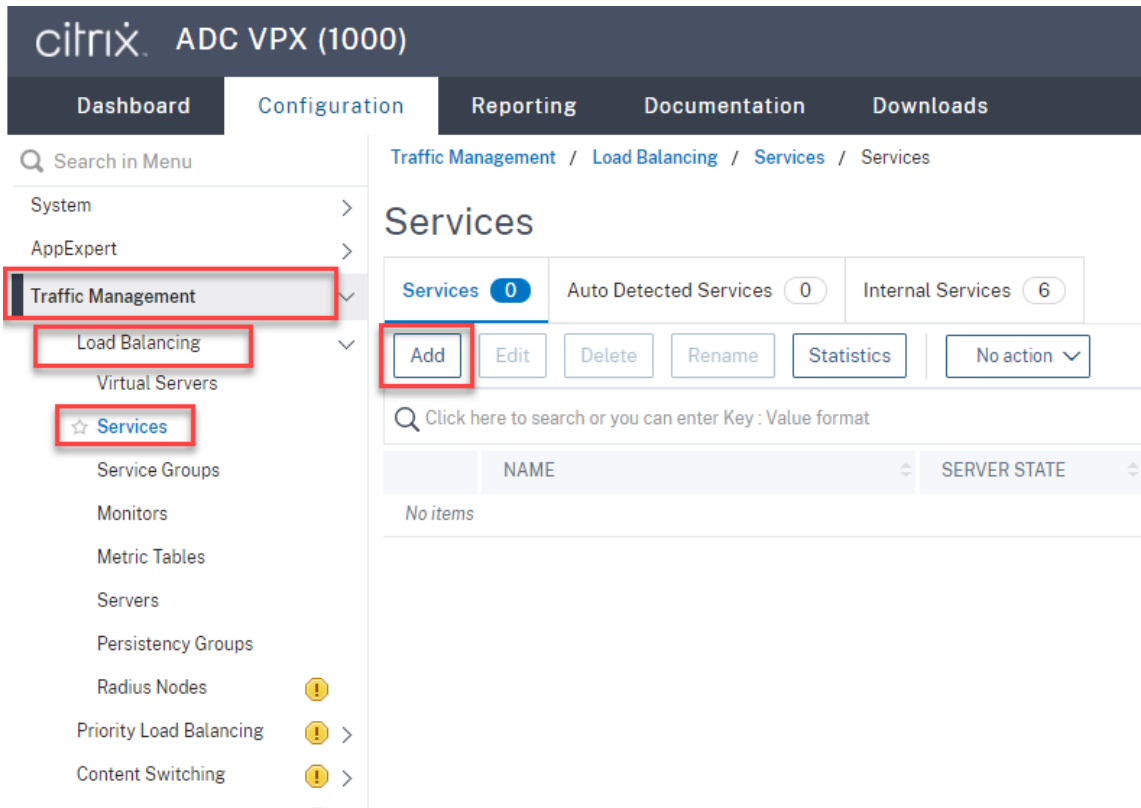 citrix. ADC VPX (1000)
Dashboard Configuration Reporting Documentation Downloads
Search in Menu
System
AppExpert
Traffic Management
Load Balancing
Virtual Servers
Services
Service Groups
Monitors
Metric Tables
Servers
Persistency Groups
Radius Nodes
Priority Load Balancing
Content Switching
Traffic Management / Load Balancing / Services / Services
Services
Services 0 Auto Detected Services 0 Internal Services 6
Add Edit Delete Rename Statistics No action
Click here to search or you can enter Key : Value format
NAME SERVER STATE
No items